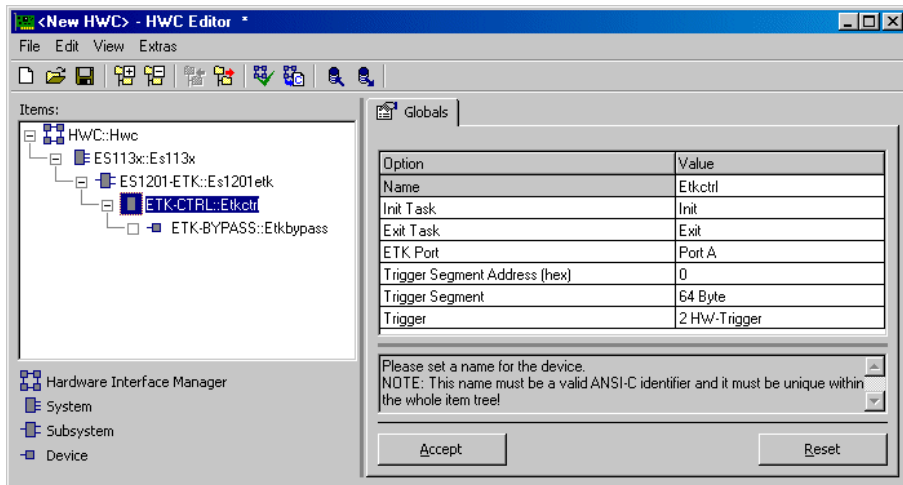 <New HWC> - HWC Editor *
File Edit View Extras
Items:
HWC::Hwc
ES113x::Es113x
ES1201-ETK::Es1201etk
ETK-CTRL::Etkctrl
ETK-BYPASS::Etkbypass
Hardware Interface Manager
System
Subsystem
Device
Globals
Option Value
Name Etkctrl
Init Task Init
Exit Task Exit
ETK Port Port A
Trigger Segment Address (hex) 0
Trigger Segment 64 Byte
Trigger 2 HW-Trigger
Please set a name for the device.
NOTE: This name must be a valid ANSI-C identifier and it must be unique within
the whole item tree!
Accept Reset